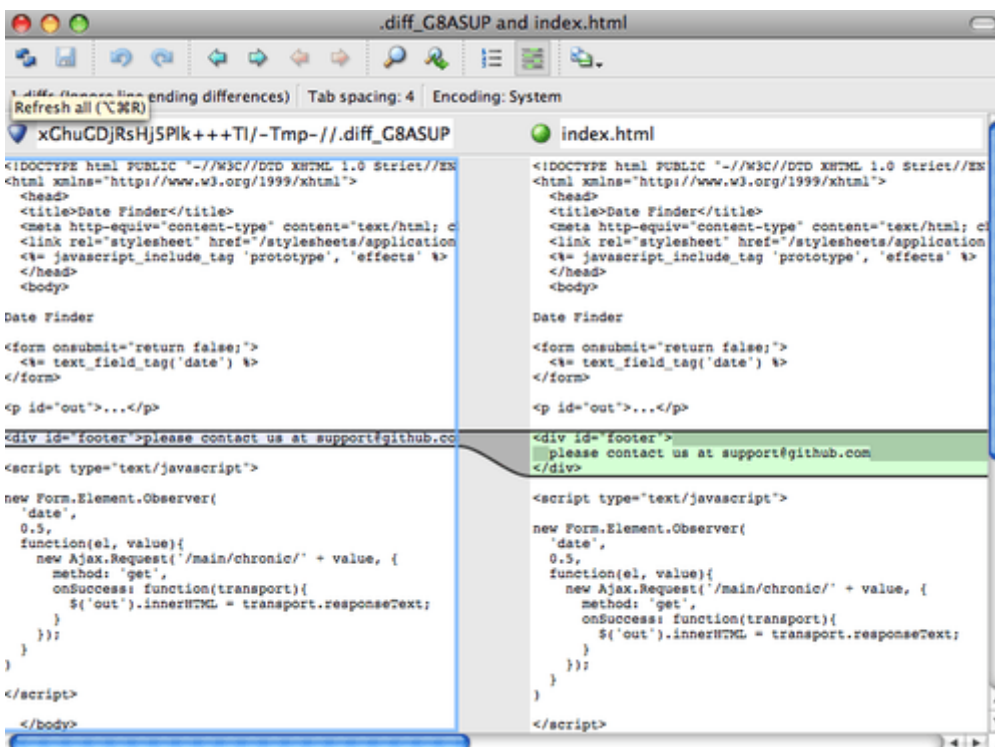 .diff_G8ASUP and index.html
ending differences) Tab spacing: 4 Encoding: System
Refresh all (⌥⌘R)
xGhuGDjRsHj5Plk+++TI/-Tmp-//.diff_G8ASUP
<!DOCTYPE html PUBLIC "-//W3C//DTD XHTML 1.0 Strict//EN
<html xmlns="http://www.w3.org/1999/xhtml">
<head>
<title>Date Finder</title>
<meta http-equiv="content-type" content="text/html; c
<link rel="stylesheet" href="/stylesheets/application
<%= javascript_include_tag 'prototype', 'effects' %>
</head>
<body>
Date Finder
<form onsubmit="return false;">
<%= text_field_tag('date') %>
</form>
<p id="out">...</p>
<div id="footer">please contact us at support@github.co
<script type="text/javascript">
new Form.Element.Observer(
'date',
0.5,
function(el, value){
new Ajax.Request('/main/chronic/' + value, {
method: 'get',
onSuccess: function(transport){
$('out').innerHTML = transport.responseText;
}
});
}
)
</script>
</body>
index.html
<!DOCTYPE html PUBLIC "-//W3C//DTD XHTML 1.0 Strict//EN
<html xmlns="http://www.w3.org/1999/xhtml">
<head>
<title>Date Finder</title>
<meta http-equiv="content-type" content="text/html; c
<link rel="stylesheet" href="/stylesheets/application
<%= javascript_include_tag 'prototype', 'effects' %>
</head>
<body>
Date Finder
<form onsubmit="return false;">
<%= text_field_tag('date') %>
</form>
<p id="out">...</p>
<div id="footer">
please contact us at support@github.com
</div>
<script type="text/javascript">
new Form.Element.Observer(
'date',
0.5,
function(el, value){
new Ajax.Request('/main/chronic/' + value, {
method: 'get',
onSuccess: function(transport){
$('out').innerHTML = transport.responseText;
}
});
}
)
</script>